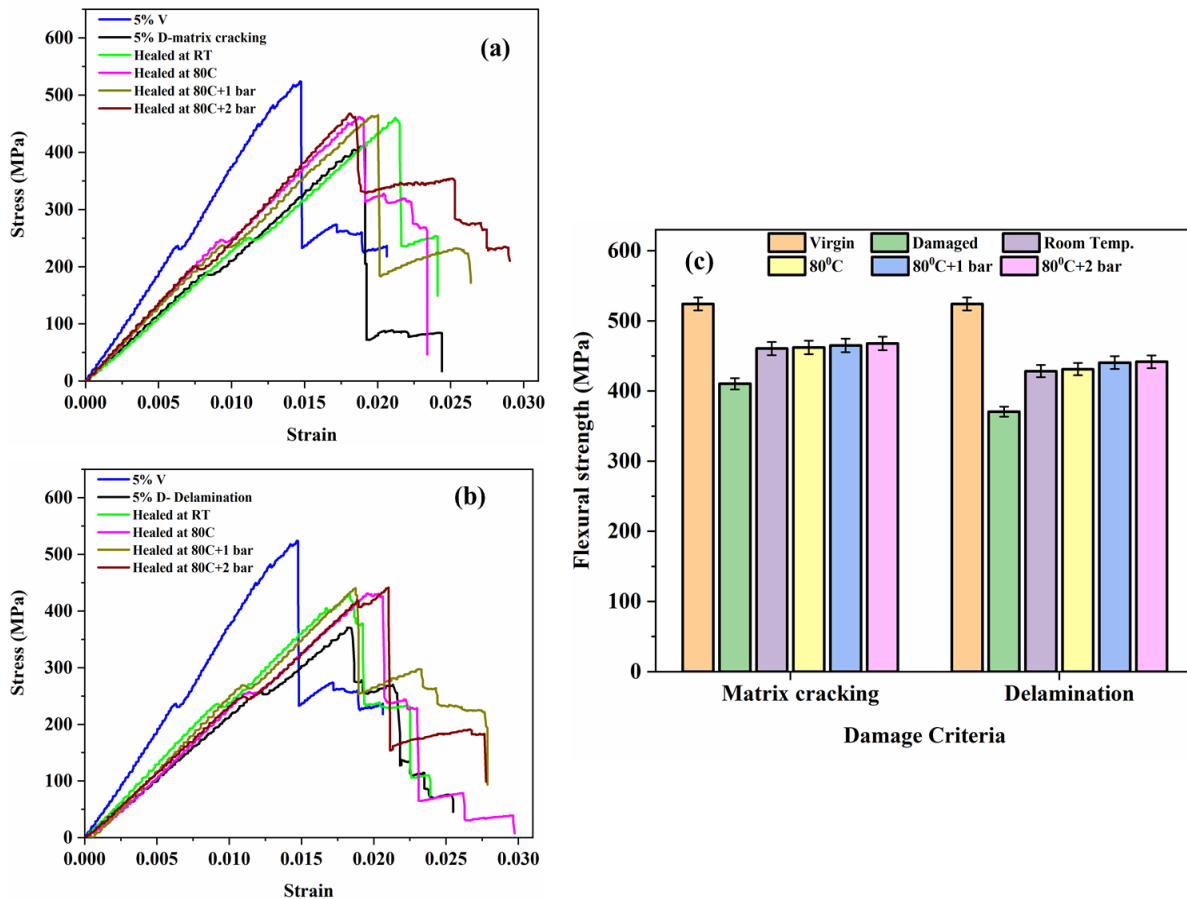 5% V
5% D-matrix cracking
Healed at RT
Healed at 80C
Healed at 80C+1 bar
Healed at 80C+2 bar
(a)
600
500
400
300
200
100
0
Stress (MPa)
0.000 0.005 0.010 0.015 0.020 0.025 0.030
Strain
5% V
5% D- Delamination
Healed at RT
Healed at 80C
Healed at 80C+1 bar
Healed at 80C+2 bar
(b)
600
500
400
300
200
100
0
Stress (MPa)
0.000 0.005 0.010 0.015 0.020 0.025 0.030
Strain
(c)
Virgin Damaged Room Temp.
80⁰C 80⁰C+1 bar 80⁰C+2 bar
600
500
400
300
200
100
0
Flexural strength (MPa)
Matrix cracking Delamination
Damage Criteria